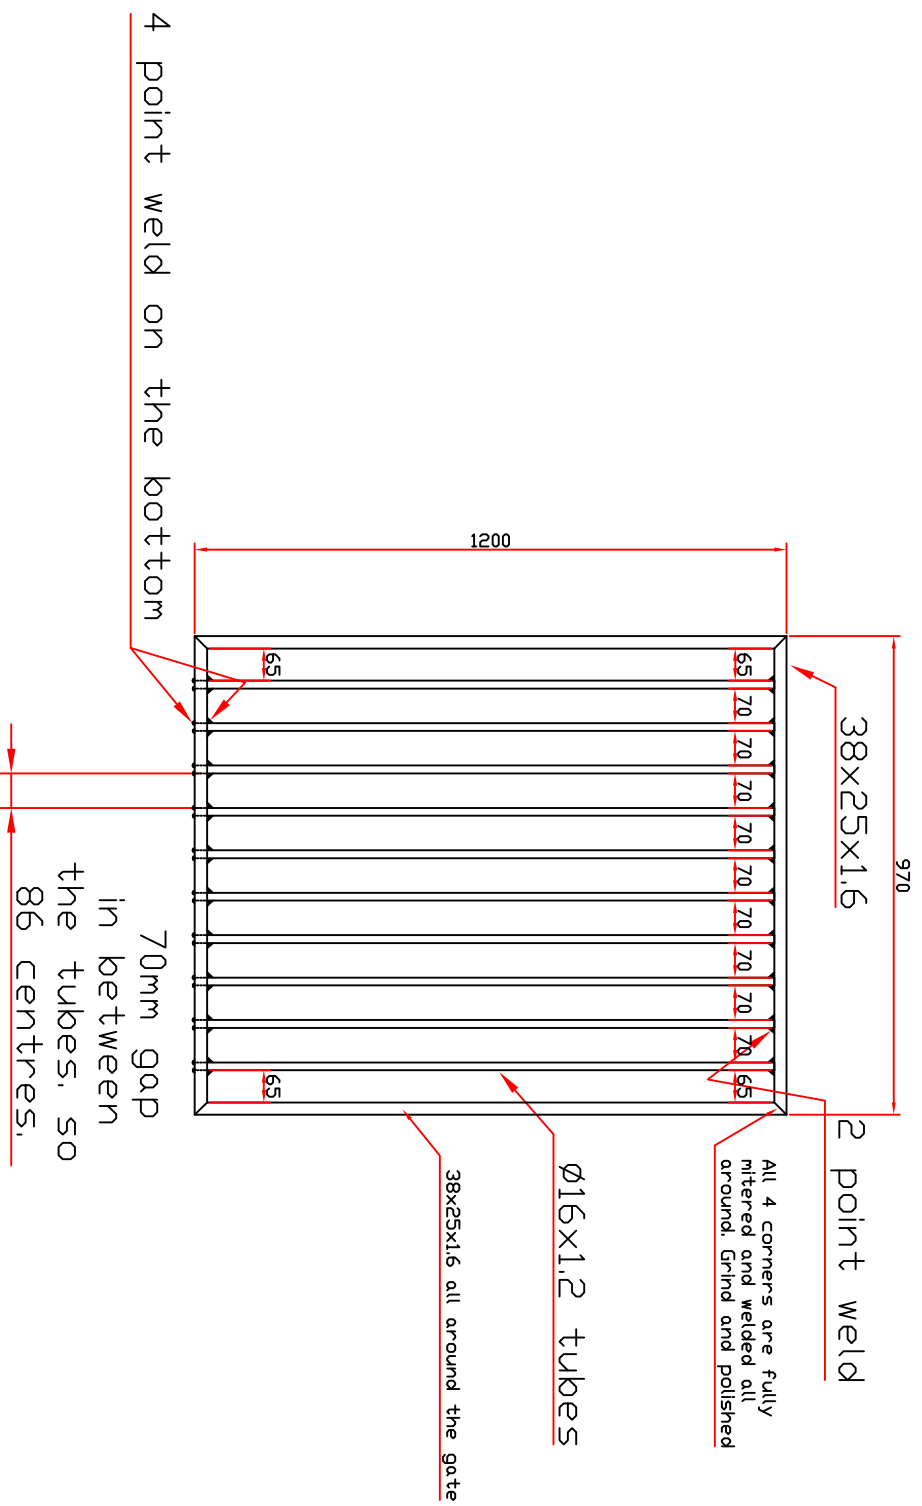 970
38x25x1.6
2 point weld
All 4 corners are fully
mitered and welded all
around. Grind and polished
65 70 70 70 70 70 70 70 70 70 65
Ø16x1.2 tubes
1200
38x25x1.6 all around the gate
65 65
4 point weld on the bottom
70mm gap
in between
the tubes. so
86 centres.